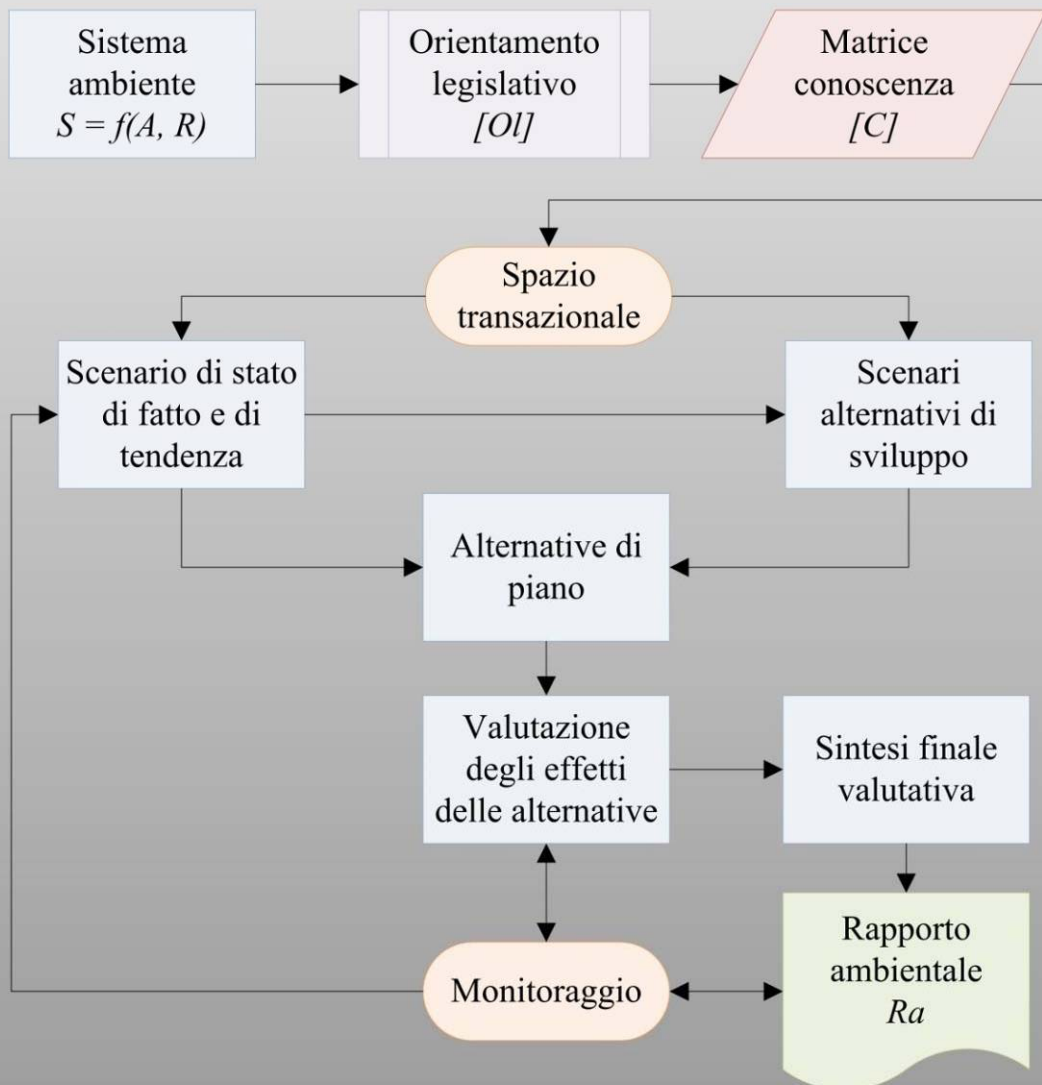 Sistema
ambiente
S = f(A, R)
Orientamento
legislativo
[Ol]
Matrice
conoscenza
[C]
Spazio
transazionale
Scenario di stato
di fatto e di
tendenza
Scenari
alternativi di
sviluppo
Alternative di
piano
Valutazione
degli effetti
delle alternative
Sintesi finale
valutativa
Monitoraggio
Rapporto
ambientale
Ra